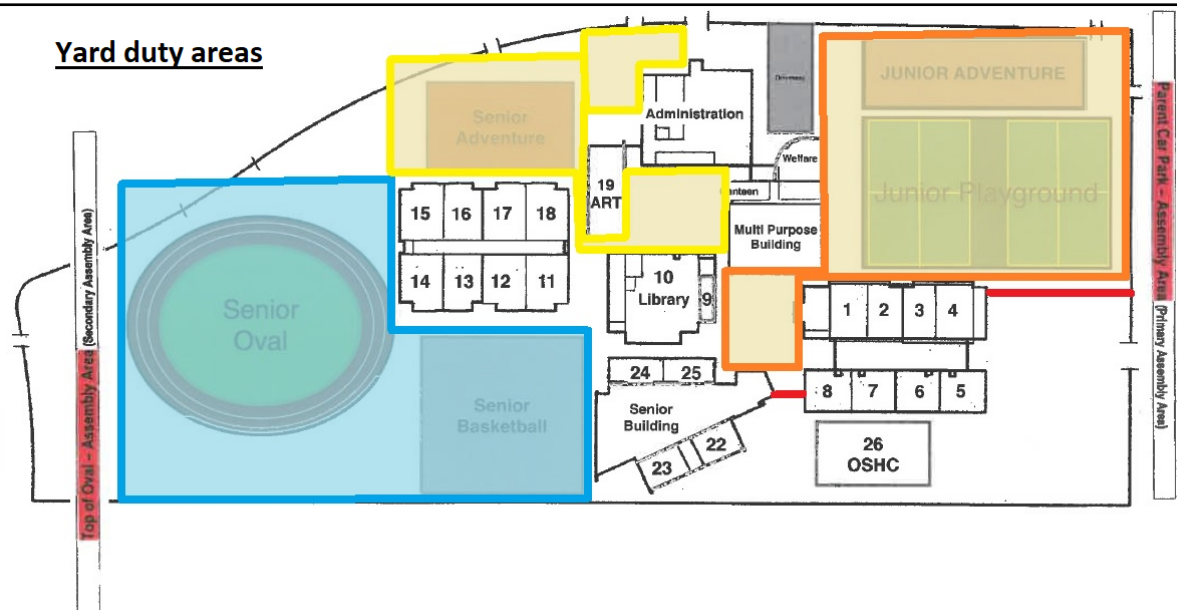 Yard duty areas
JUNIOR ADVENTURE
Senior
Adventure
Administration
Welfare
19
ART
15 16 17 18
Junior Playground
Multi Purpose
Building
14 13 12 11
10
Library
9
Senior
Oval
1 2 3 4
24 25
8 7 6 5
Senior
Basketball
Senior
Building
22
23
26
OSHC
Top of Oval – Assembly Area (Secondary Assembly Area)
Parent Car Park – Assembly Area (Primary Assembly Area)